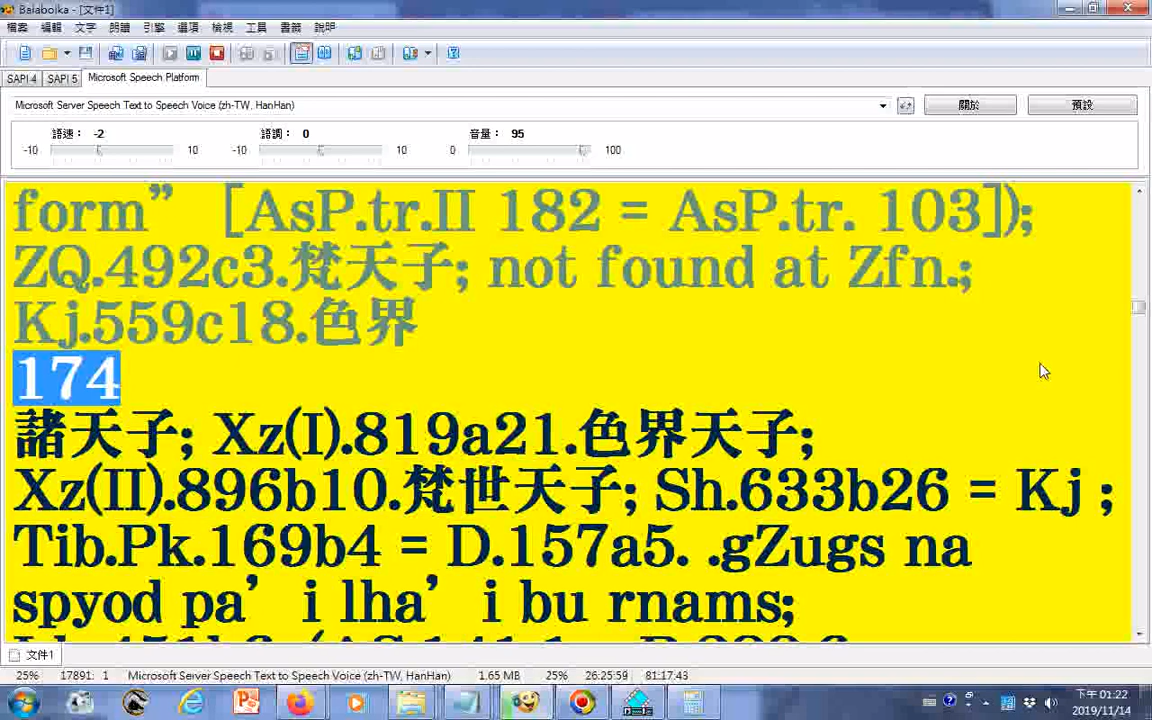 Balabolka - [文件1]
檔案 編輯 文字 朗讀 引擎 選項 檢視 工具 書籤 說明
SAPI 4 SAPI 5 Microsoft Speech Platform
Microsoft Server Speech Text to Speech Voice (zh-TW, HanHan) 關於 預設
語速： -2 語調： 0 音量： 95
-10 10 -10 10 0 100
form” [AsP.tr.II 182 = AsP.tr. 103]);
ZQ.492c3.梵天子; not found at Zfn.;
Kj.559c18.色界
174
諸天子; Xz(I).819a21.色界天子;
Xz(II).896b10.梵世天子; Sh.633b26 = Kj ;
Tib.Pk.169b4 = D.157a5. .gZugs na
spyod pa’ i lha’ i bu rnams;
文件1
25% 17891: 1 Microsoft Server Speech Text to Speech Voice (zh-TW, HanHan) 1.65 MB 25% 26:25:59 81:17:43
下午 01:22
2019/11/14